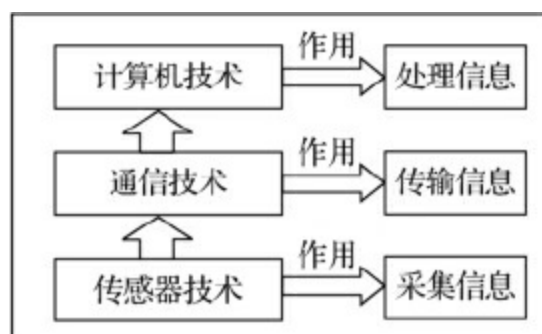 计算机技术
作用
处理信息
通信技术
作用
传输信息
传感器技术
作用
采集信息